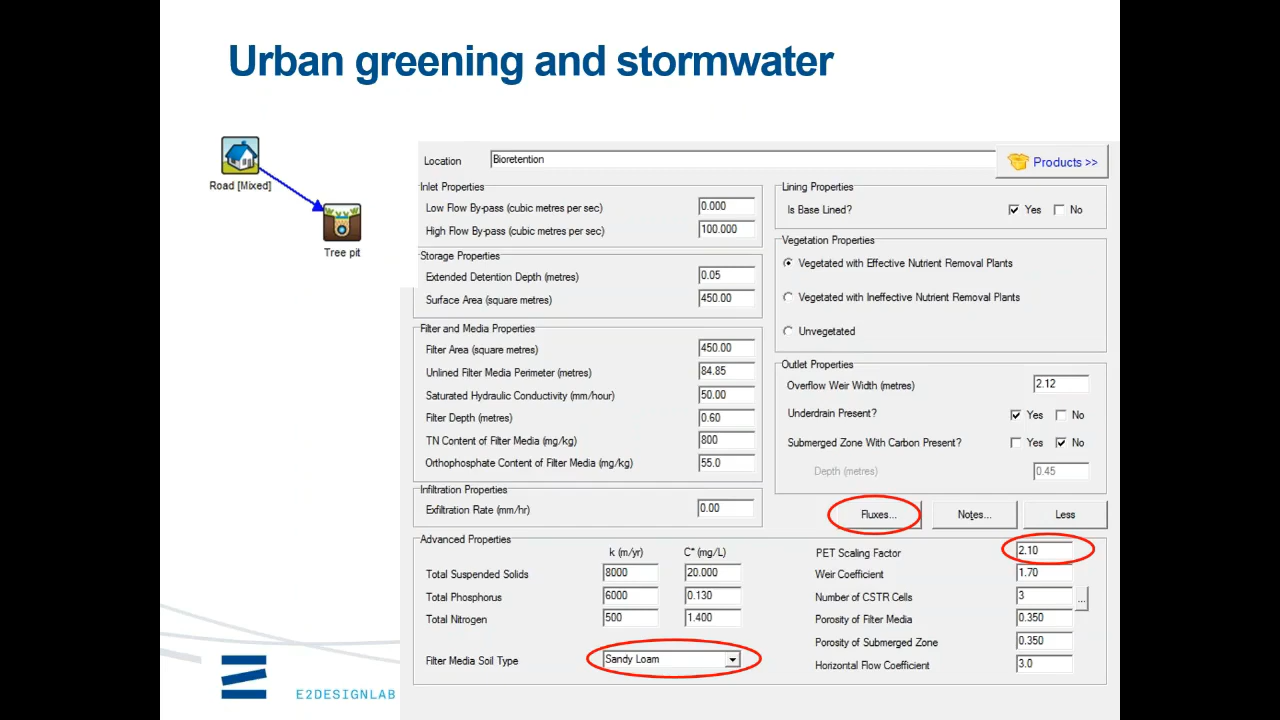 Urban greening and stormwater
Road [Mixed]
Tree pit
Location Bioretention Products >>
Inlet Properties
Low Flow By-pass (cubic metres per sec) 0.000
High Flow By-pass (cubic metres per sec) 100.000
Storage Properties
Extended Detention Depth (metres) 0.05
Surface Area (square metres) 450.00
Filter and Media Properties
Filter Area (square metres) 450.00
Unlined Filter Media Perimeter (metres) 84.85
Saturated Hydraulic Conductivity (mm/hour) 50.00
Filter Depth (metres) 0.60
TN Content of Filter Media (mg/kg) 800
Orthophosphate Content of Filter Media (mg/kg) 55.0
Infiltration Properties
Exfiltration Rate (mm/hr) 0.00
Lining Properties
Is Base Lined? Yes No
Vegetation Properties
Vegetated with Effective Nutrient Removal Plants
Vegetated with Ineffective Nutrient Removal Plants
Unvegetated
Outlet Properties
Overflow Weir Width (metres) 2.12
Underdrain Present? Yes No
Submerged Zone With Carbon Present? Yes No
Depth (metres) 0.45
Fluxes... Notes... Less
Advanced Properties
k (m/yr) C* (mg/L)
Total Suspended Solids 8000 20.000
Total Phosphorus 6000 0.130
Total Nitrogen 500 1.400
Filter Media Soil Type Sandy Loam
PET Scaling Factor 2.10
Weir Coefficient 1.70
Number of CSTR Cells 3 ...
Porosity of Filter Media 0.350
Porosity of Submerged Zone 0.350
Horizontal Flow Coefficient 3.0
E2DESIGNLAB